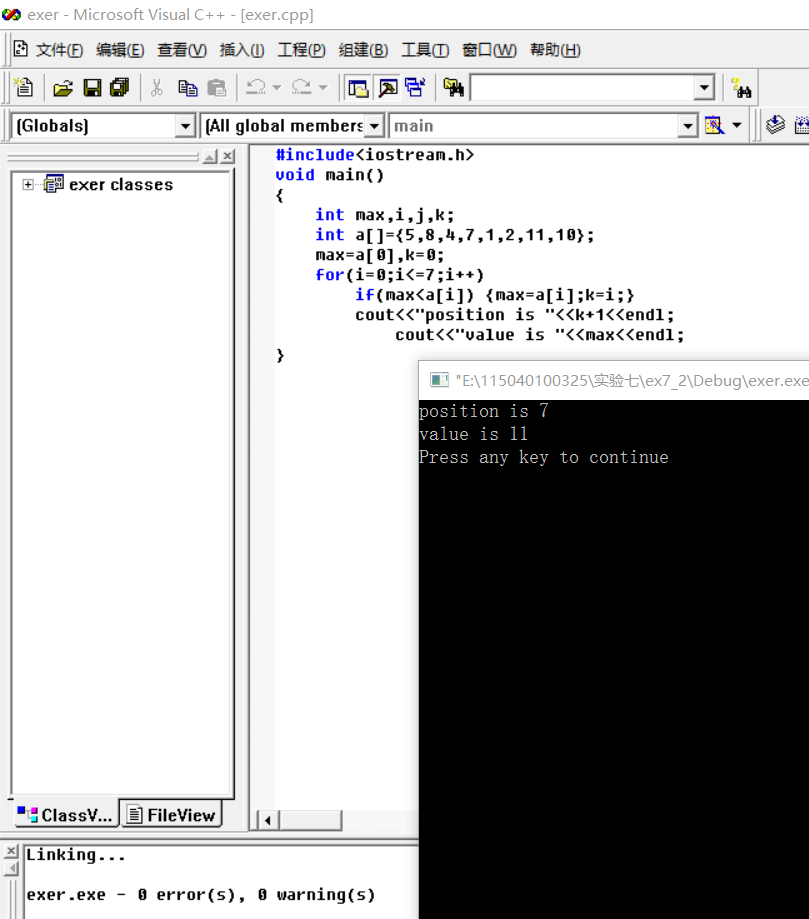 exer - Microsoft Visual C++ - [exer.cpp]
文件(F) 编辑(E) 查看(V) 插入(I) 工程(P) 组建(B) 工具(T) 窗口(W) 帮助(H)
(Globals) (All global members main
exer classes
#include<iostream.h>
void main()
{
    int max,i,j,k;
    int a[]={5,8,4,7,1,2,11,10};
    max=a[0],k=0;
    for(i=0;i<=7;i++)
        if(max<a[i]) {max=a[i];k=i;}
        cout<<"position is "<<k+1<<endl;
            cout<<"value is "<<max<<endl;
}
"E:\115040100325\实验七\ex7_2\Debug\exer.exe
position is 7
value is 11
Press any key to continue
ClassV... FileView
Linking...
exer.exe - 0 error(s), 0 warning(s)